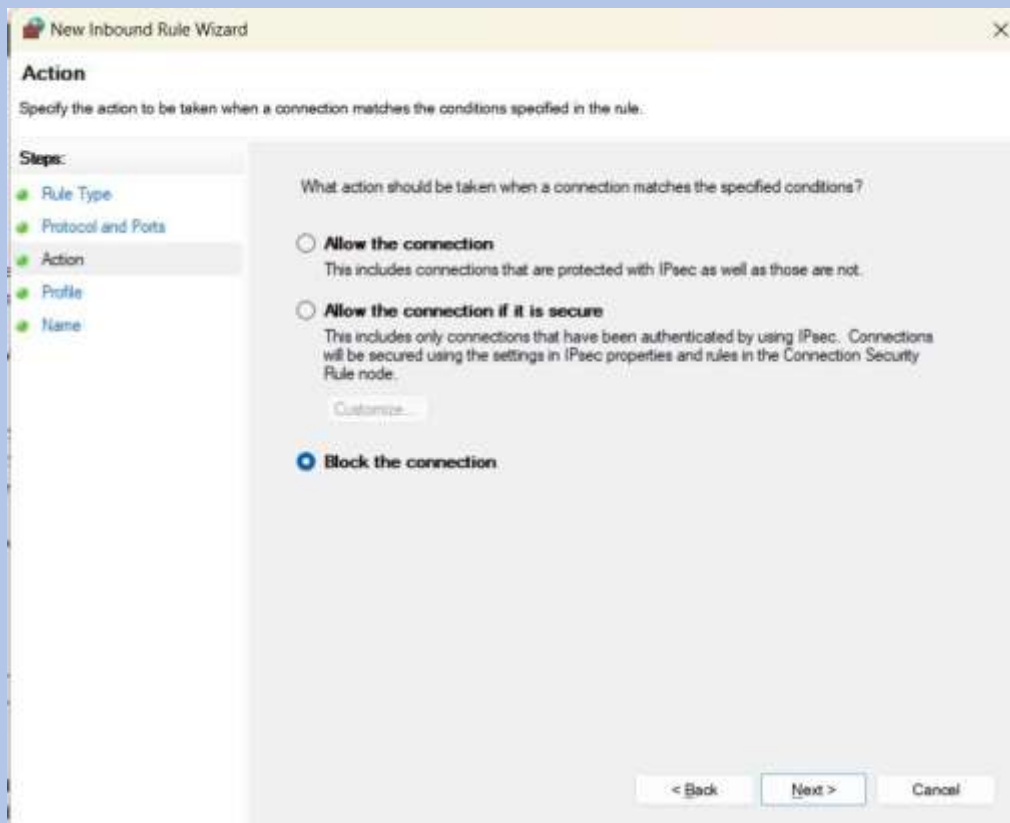 New Inbound Rule Wizard
Action
Specify the action to be taken when a connection matches the conditions specified in the rule.
Steps:
Rule Type
Protocol and Ports
Action
Profile
Name
What action should be taken when a connection matches the specified conditions?
Allow the connection
This includes connections that are protected with IPsec as well as those are not.
Allow the connection if it is secure
This includes only connections that have been authenticated by using IPsec. Connections
will be secured using the settings in IPsec properties and rules in the Connection Security
Rule node.
Customize...
Block the connection
< Back
Next >
Cancel